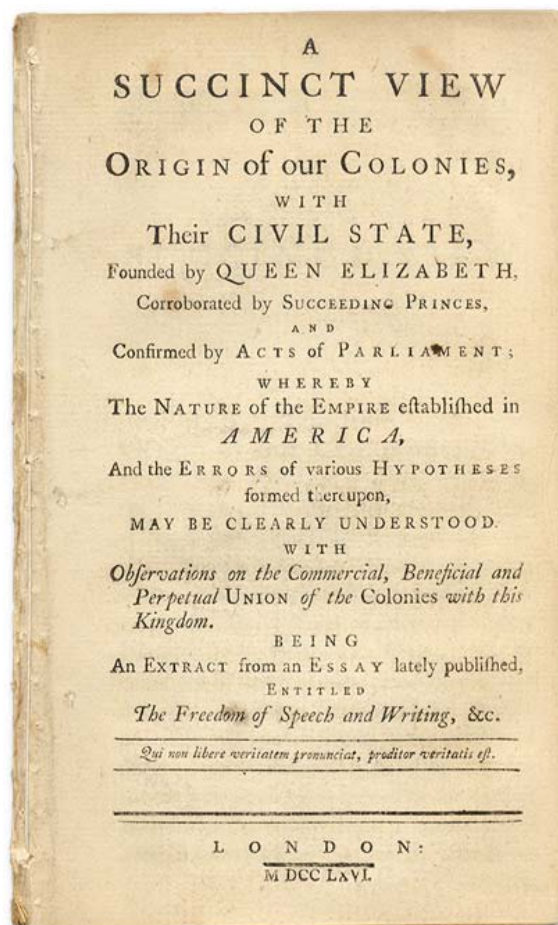 A
SUCCINCT VIEW
OF THE
ORIGIN of our COLONIES,
WITH
Their CIVIL STATE,
Founded by QUEEN ELIZABETH,
Corroborated by SUCCEEDING PRINCES,
AND
Confirmed by ACTS of PARLIAMENT;
WHEREBY
The NATURE of the EMPIRE eſtabliſhed in
AMERICA,
And the ERRORS of various HYPOTHESES
formed thereupon,
MAY BE CLEARLY UNDERSTOOD.
WITH
Obſervations on the Commercial, Beneficial and
Perpetual UNION of the Colonies with this
Kingdom.
BEING
An EXTRACT from an ESSAY lately publiſhed,
ENTITLED
The Freedom of Speech and Writing, &c.
Qui non libere veritatem pronunciat, proditor veritatis eſt.
LONDON:
M DCC LXVI.